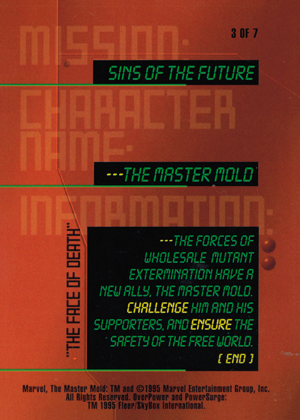 3 OF 7
MISSION:
SINS OF THE FUTURE
CHARACTER
NAME:
---THE MASTER MOLD
INFORMATION:
"THE FACE OF DEATH"
---THE FORCES OF
WHOLESALE MUTANT
EXTERMINATION HAVE A
NEW ALLY, THE MASTER MOLD.
CHALLENGE HIM AND HIS
SUPPORTERS, AND ENSURE THE
SAFETY OF THE FREE WORLD.
( END )
Marvel, The Master Mold: TM and ©1995 Marvel Entertainment Group, Inc.
All Rights Reserved. OverPower and PowerSurge:
TM 1995 Fleer/SkyBox International.